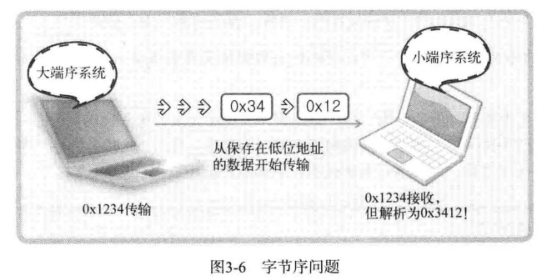 大端序系统
小端序系统
0x34
0x12
从保存在低位地址
的数据开始传输
0x1234传输
0x1234接收，
但解析为0x3412！
图3-6 字节序问题